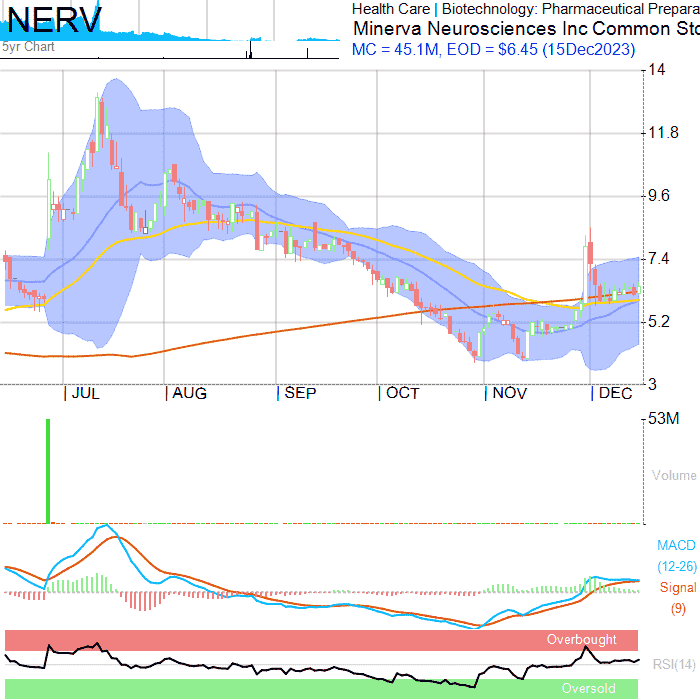 NERV
5yr Chart
Health Care | Biotechnology: Pharmaceutical Prepara
Minerva Neurosciences Inc Common Sto
MC = 45.1M, EOD = $6.45 (15Dec2023)
14
11.8
9.6
7.4
5.2
3
JUL AUG SEP OCT NOV DEC
53M
Volume
MACD
(12-26)
Signal
(9)
Overbought
RSI(14)
Oversold